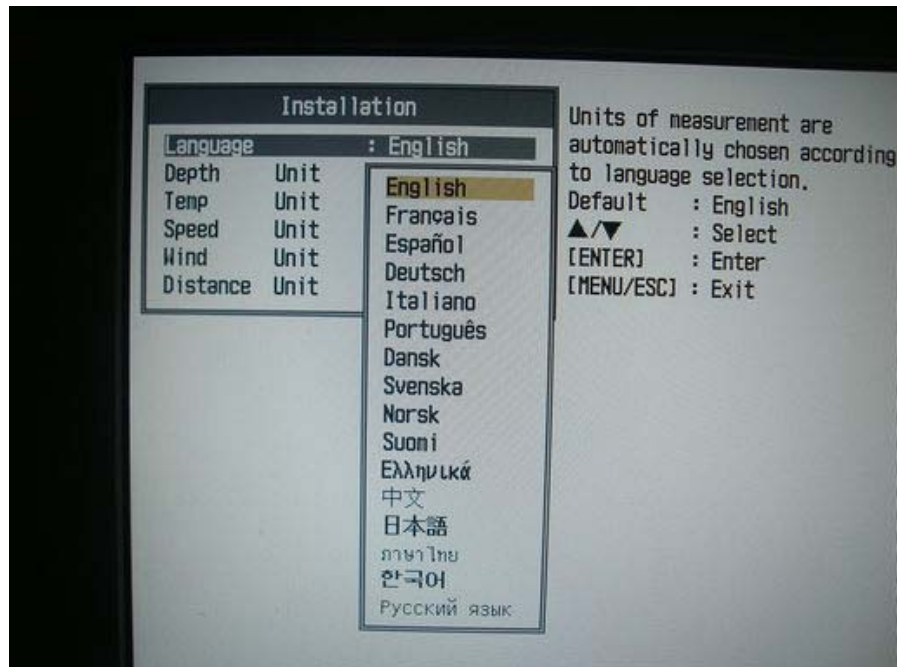 Installation
Language : English
Depth Unit
Temp Unit
Speed Unit
Wind Unit
Distance Unit
English
Français
Español
Deutsch
Italiano
Português
Dansk
Svenska
Norsk
Suomi
Ελληνικά
中文
日本語
ภาษาไทย
한국어
Русский язык
Units of measurement are
automatically chosen according
to language selection.
Default : English
▲/▼ : Select
[ENTER] : Enter
[MENU/ESC] : Exit